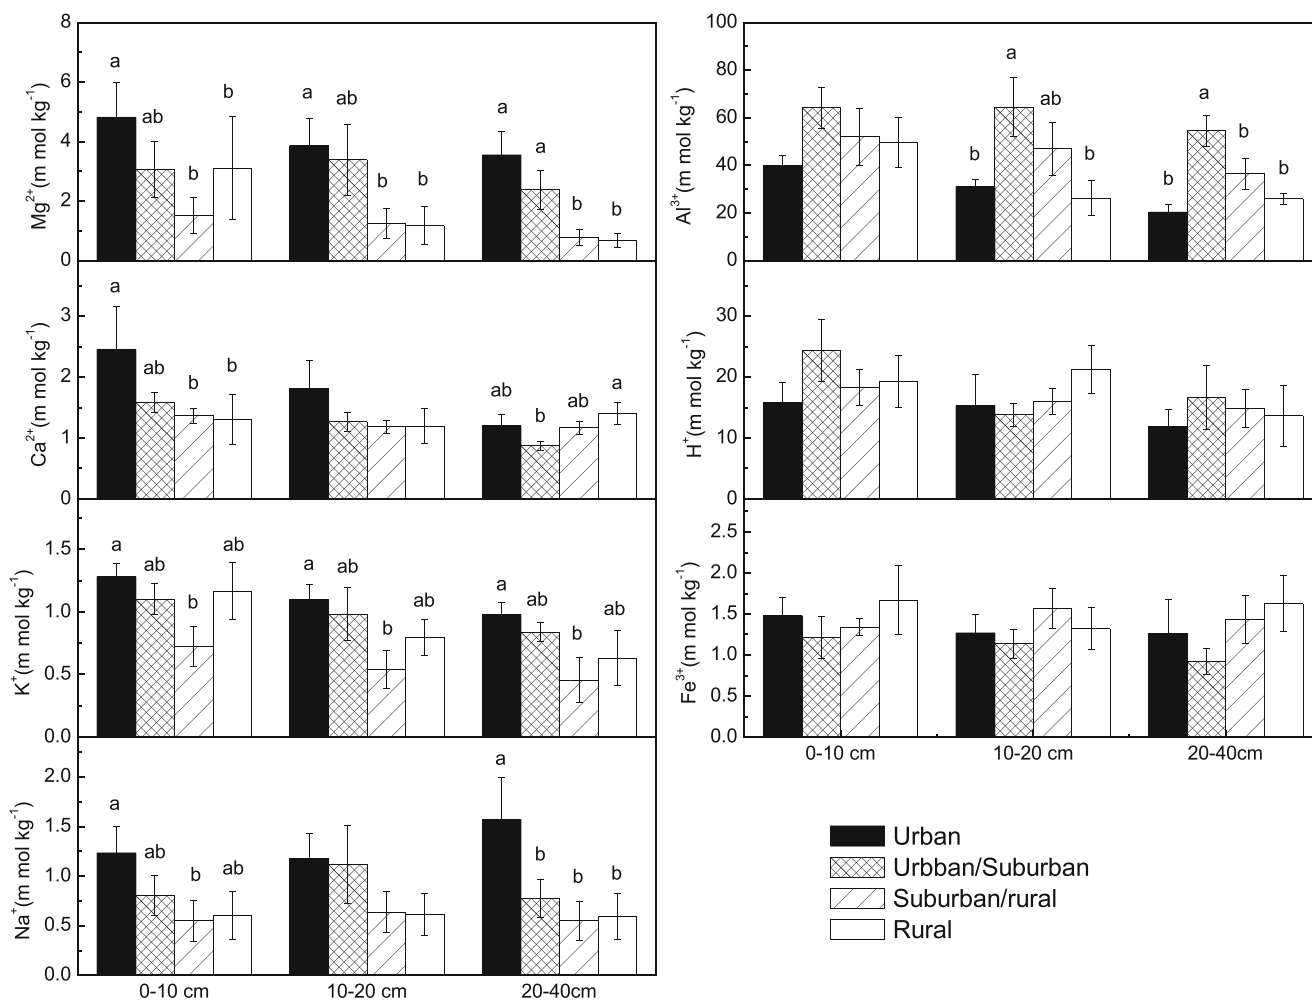 8
6
4
2
0
Mg2+(m mol kg-1)
a
ab
b
b
a
ab
b
b
a
a
b
b
3
2
1
0
Ca2+(m mol kg-1)
a
ab
b
b
ab
b
ab
a
1.5
1.0
0.5
0.0
K+(m mol kg-1)
a
ab
b
ab
a
ab
b
ab
a
ab
b
ab
2.0
1.5
1.0
0.5
0.0
Na+(m mol kg-1)
a
ab
b
ab
a
b
b
b
0-10 cm
10-20 cm
20-40cm
100
80
60
40
20
0
Al3+(m mol kg-1)
b
a
ab
b
b
a
b
b
30
20
10
0
H+(m mol kg-1)
2.5
2.0
1.5
1.0
0.5
0.0
Fe3+(m mol kg-1)
0-10 cm
10-20 cm
20-40cm
Urban
Urbban/Suburban
Suburban/rural
Rural